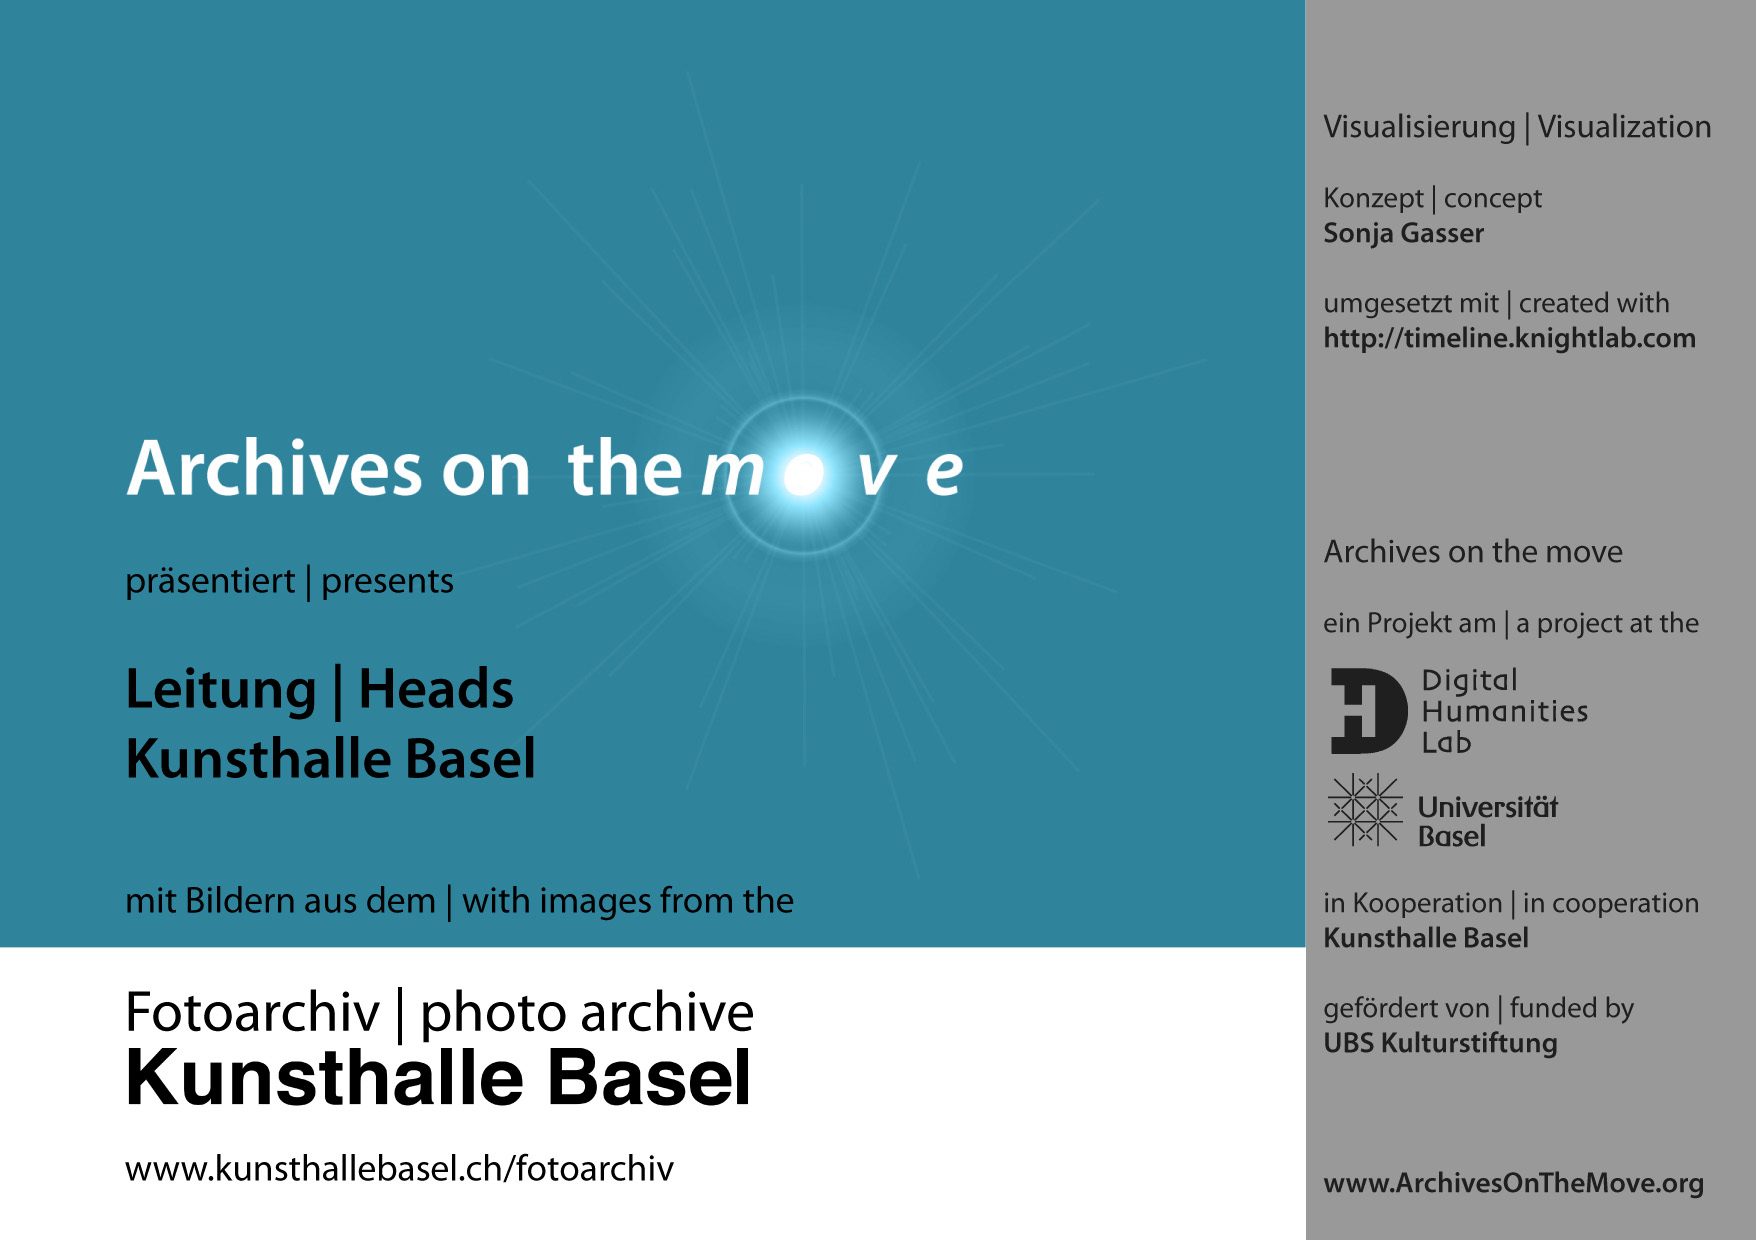 Archives on the move
präsentiert | presents
Leitung | Heads
Kunsthalle Basel
mit Bildern aus dem | with images from the
Fotoarchiv | photo archive
Kunsthalle Basel
www.kunsthallebasel.ch/fotoarchiv
Visualisierung | Visualization
Konzept | concept
Sonja Gasser
umgesetzt mit | created with
http://timeline.knightlab.com
Archives on the move
ein Projekt am | a project at the
Digital
Humanities
Lab
Universität
Basel
in Kooperation | in cooperation
Kunsthalle Basel
gefördert von | funded by
UBS Kulturstiftung
www.ArchivesOnTheMove.org